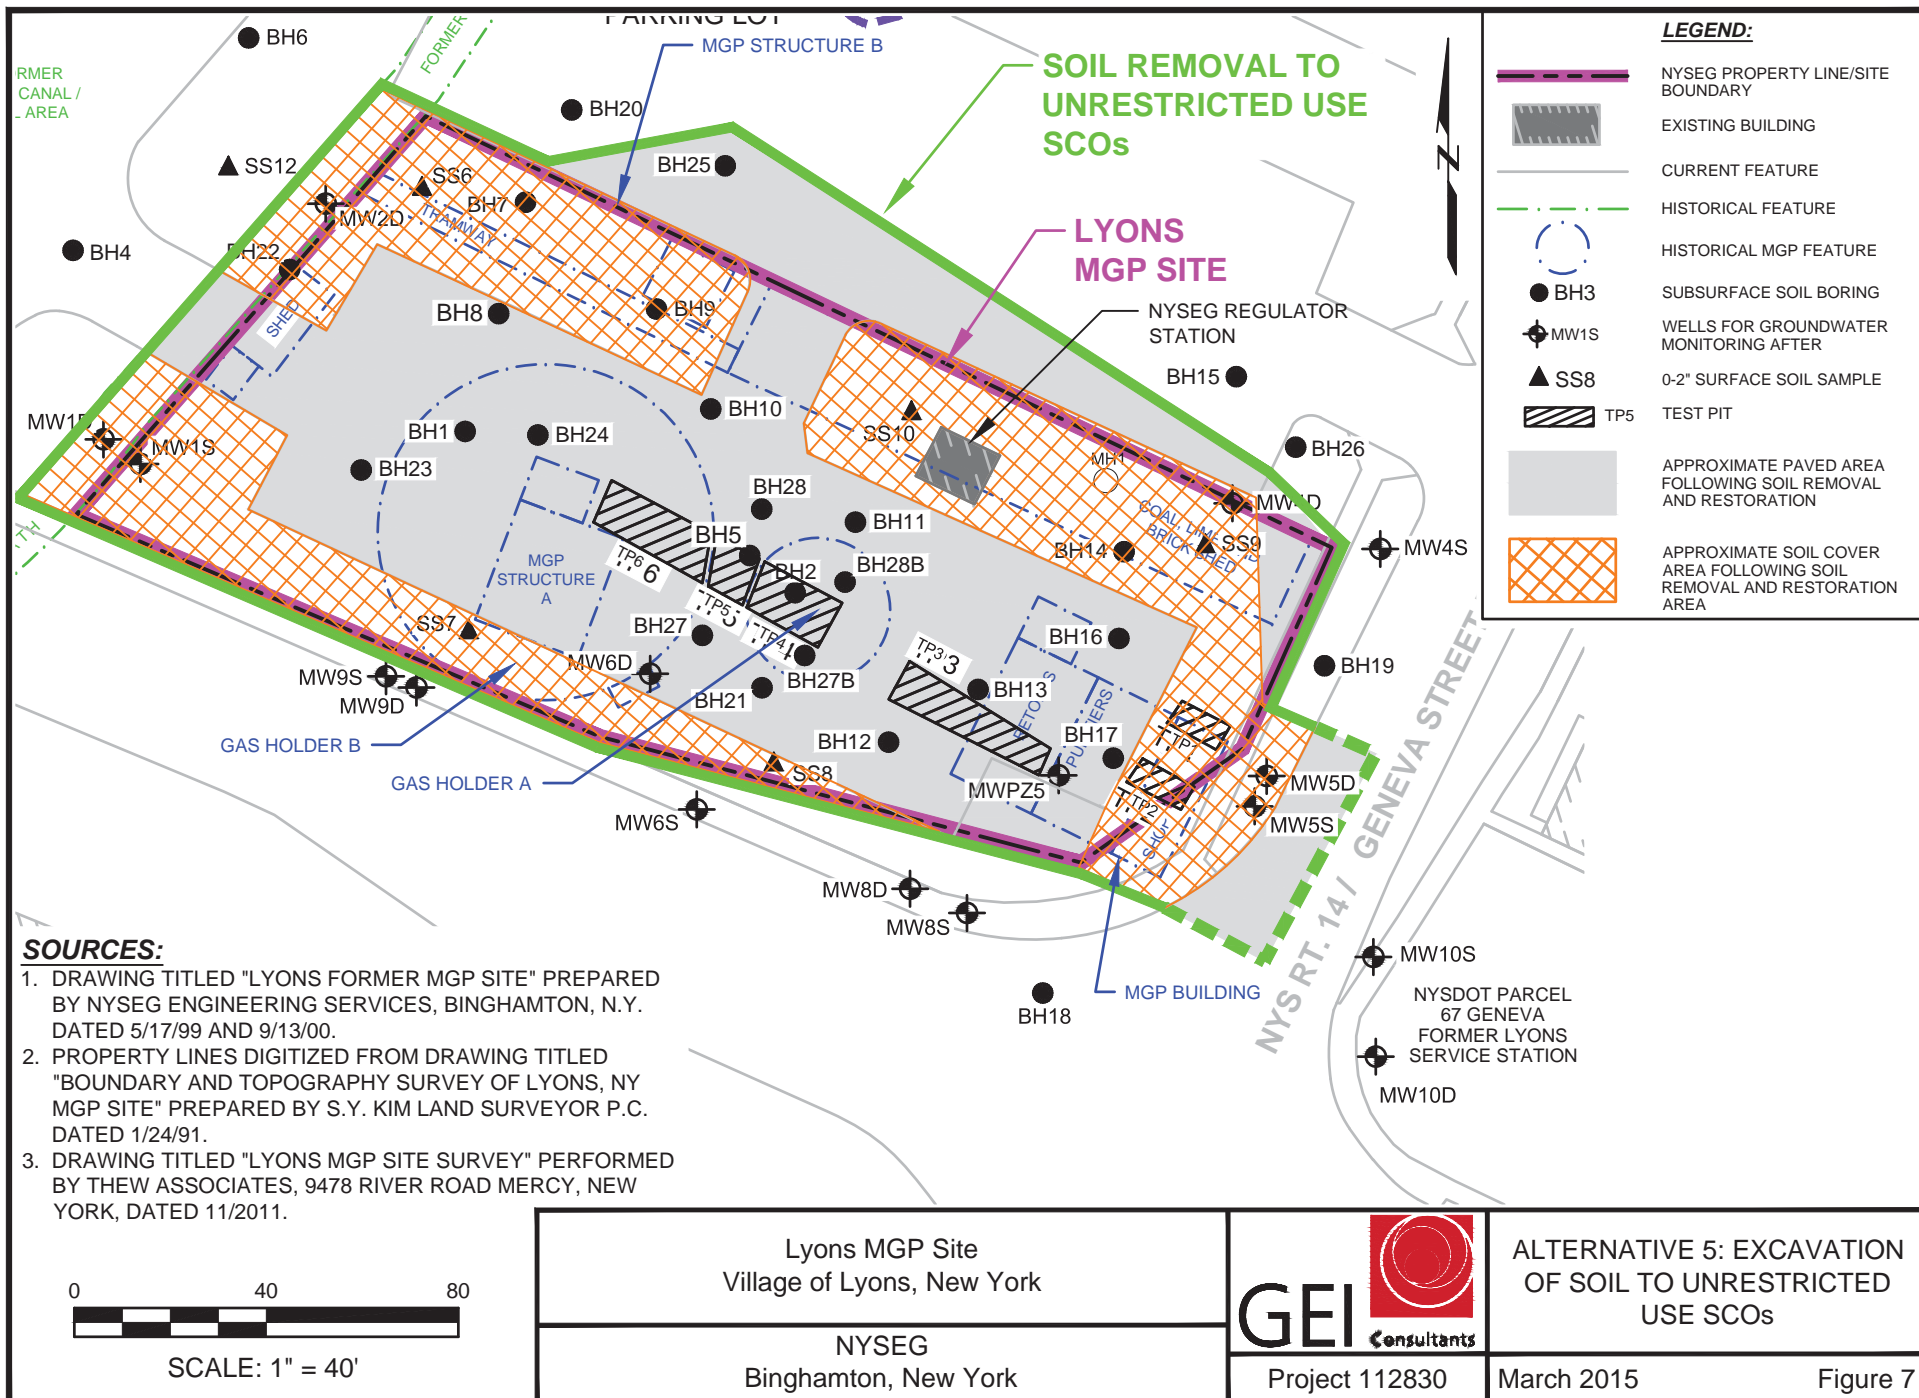 PARKING LOT
BH6
MGP STRUCTURE B
FORMER
RMER
CANAL /
AREA
SOIL REMOVAL TO
UNRESTRICTED USE
SCOs
BH20
BH25
SS12
SS6
BH7
MW2D
TRAMWAY
BH4
BH22
LYONS
MGP SITE
NYSEG REGULATOR
STATION
N
SHED
BH8
BH9
BH15
BH10
BH1
BH24
SS10
MH1
BH26
MW1S
BH23
BH28
BH11
MW4D
COAL, LIM
BRICK SHED
BH14
SS9
MW4S
BH5
TP6
6
MGP
STRUCTURE
A
BH2
BH28B
TP5
5
TP4
SS7
BH27
BH16
TP3
3
BH19
MW6D
MW9S
MW9D
BH27B
BH21
BH13
BH17
BH12
GAS HOLDER B
GAS HOLDER A
SS8
MWPZ5
TP2
MW5D
MW5S
MW6S
SHOP
MW8D
MW8S
BH18
MGP BUILDING
NYS RT. 14 / GENEVA STREET
MW10S
NYSDOT PARCEL
67 GENEVA
FORMER LYONS
SERVICE STATION
MW10D
LEGEND:
NYSEG PROPERTY LINE/SITE
BOUNDARY
EXISTING BUILDING
CURRENT FEATURE
HISTORICAL FEATURE
HISTORICAL MGP FEATURE
BH3 SUBSURFACE SOIL BORING
MW1S WELLS FOR GROUNDWATER
MONITORING AFTER
SS8 0-2" SURFACE SOIL SAMPLE
TP5 TEST PIT
APPROXIMATE PAVED AREA
FOLLOWING SOIL REMOVAL
AND RESTORATION
APPROXIMATE SOIL COVER
AREA FOLLOWING SOIL
REMOVAL AND RESTORATION
AREA
SOURCES:
1. DRAWING TITLED "LYONS FORMER MGP SITE" PREPARED
BY NYSEG ENGINEERING SERVICES, BINGHAMTON, N.Y.
DATED 5/17/99 AND 9/13/00.
2. PROPERTY LINES DIGITIZED FROM DRAWING TITLED
"BOUNDARY AND TOPOGRAPHY SURVEY OF LYONS, NY
MGP SITE" PREPARED BY S.Y. KIM LAND SURVEYOR P.C.
DATED 1/24/91.
3. DRAWING TITLED "LYONS MGP SITE SURVEY" PERFORMED
BY THEW ASSOCIATES, 9478 RIVER ROAD MERCY, NEW
YORK, DATED 11/2011.
0 40 80
SCALE: 1" = 40'
Lyons MGP Site
Village of Lyons, New York
NYSEG
Binghamton, New York
GEI Consultants
Project 112830
ALTERNATIVE 5: EXCAVATION
OF SOIL TO UNRESTRICTED
USE SCOs
March 2015 Figure 7